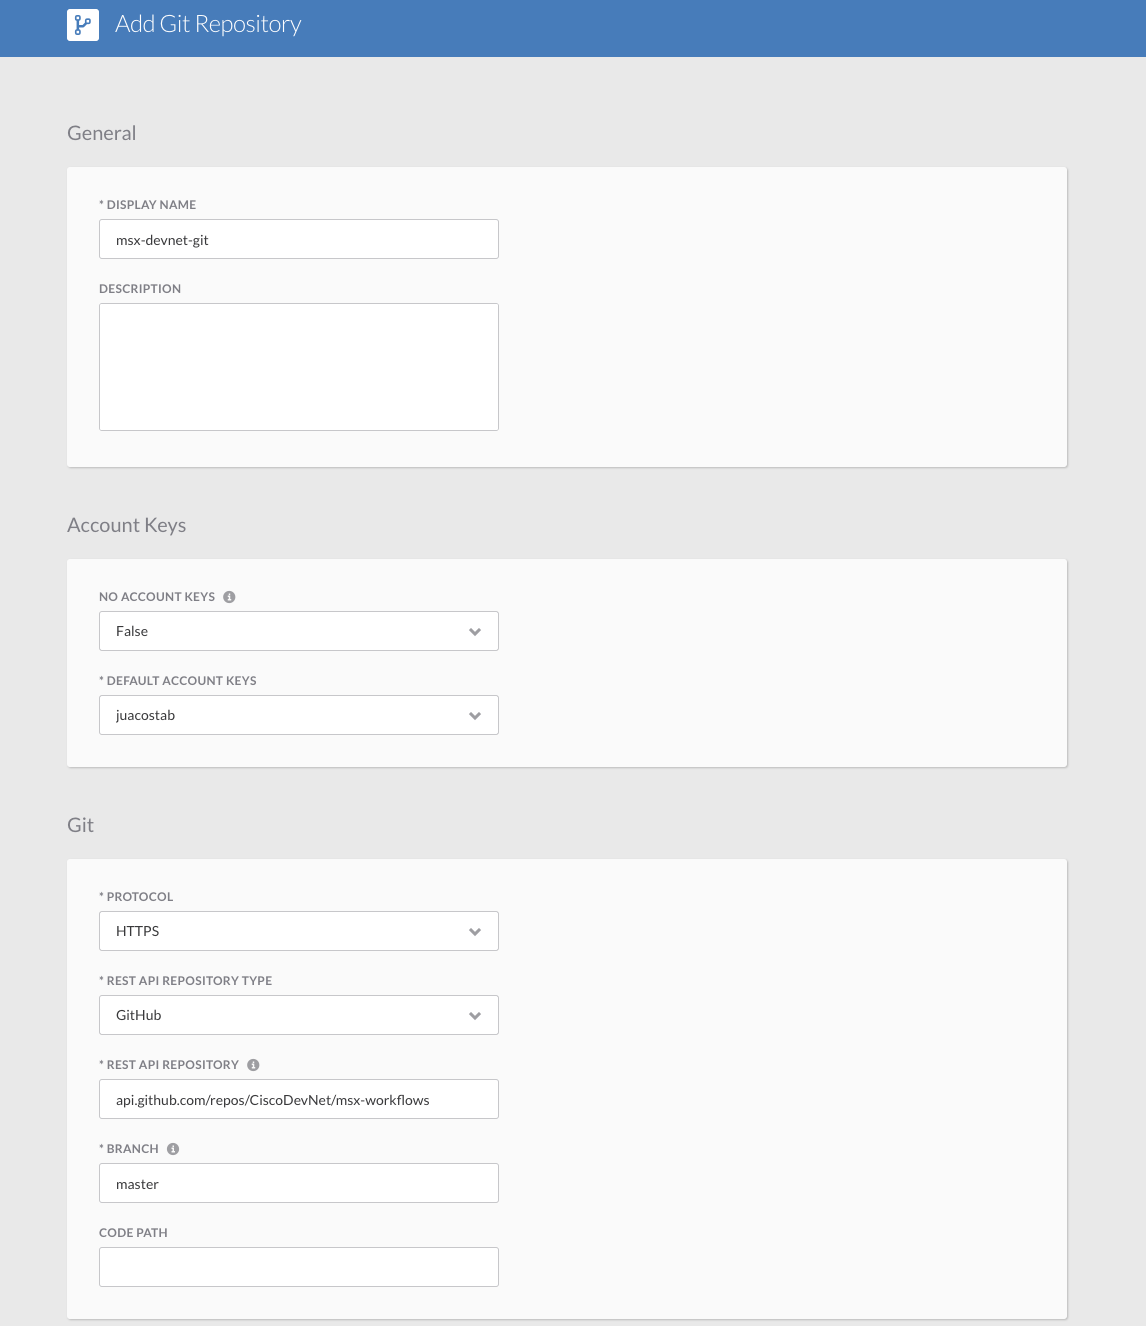 Add Git Repository
General
* DISPLAY NAME
msx-devnet-git
DESCRIPTION
Account Keys
NO ACCOUNT KEYS
False
* DEFAULT ACCOUNT KEYS
juacostab
Git
* PROTOCOL
HTTPS
* REST API REPOSITORY TYPE
GitHub
* REST API REPOSITORY
api.github.com/repos/CiscoDevNet/msx-workflows
* BRANCH
master
CODE PATH